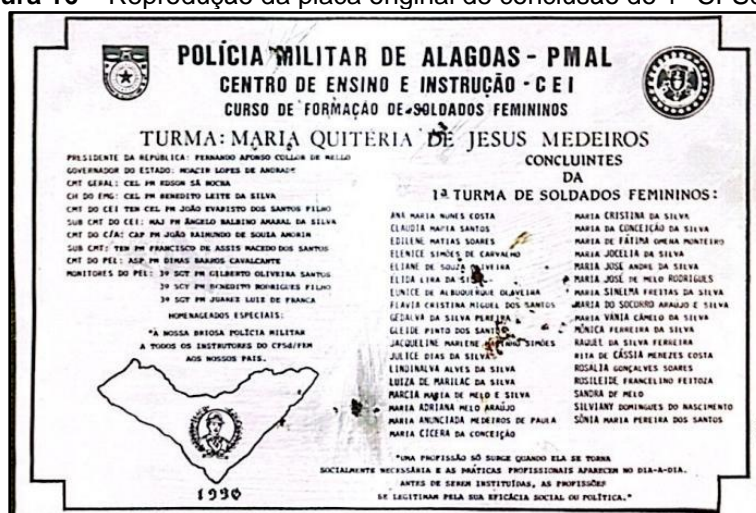 Reprodução da placa original de conclusão do 1º
POLÍCIA MILITAR DE ALAGOAS - PMAL
CENTRO DE ENSINO E INSTRUÇÃO - CEI
CURSO DE FORMAÇÃO DE SOLDADOS FEMININOS
TURMA: MARIA QUITERIA DE JESUS MEDEIROS
PRESIDENTE DA REPÚBLICA: FERNANDO AFONSO COLLOR DE MELLO
GOVERNADOR DO ESTADO: MOACIR LOPES DE ANDRADE
CMT GERAL: CEL PM EDSON SÁ ROCHA
CH DO EMG: CEL PM BENEDITO LEITE DA SILVA
CMT DO CEI TEN CEL PM JOÃO EVARISTO DOS SANTOS FILHO
SUB CMT DO CEI: MAJ PM ÂNGELO BALBINO AMARAL DA SILVA
CMT DO C/A: CAP PM JOÃO RAIMUNDO DE SOUZA AMORIM
SUB CMT: TEN PM FRANCISCO DE ASSIS MACEDO DOS SANTOS
CMT DO PEL: ASP PM DIMAS BARROS CAVALCANTE
MONITORES DO PEL: 3º SGT PM GILBERTO OLIVEIRA SANTOS
3º SGT PM BENEDITO RODRIGUES FILHO
3º SGT PM JUAREZ LUIZ DE FRANCA
HOMENAGEADOS ESPECIAIS:
"A NOSSA BRIOSA POLÍCIA MILITAR
A TODOS OS INSTRUTORES DO CFSd/FEM
AOS NOSSOS PAIS.
1990
CONCLUINTES
DA
1ª TURMA DE SOLDADOS FEMININOS:
ANA MARIA NUNES COSTA
CLAUDIA MARIA SANTOS
EDILENE MATIAS SOARES
ELENICE SIMÕES DE CARVALHO
ELIANE DE SOUZA OLIVEIRA
ELIDA LIRA DA SILVA
EUNICE DE ALBUQUERQUE OLAVEIRA
FLAVIA CRISTINA MIGUEL DOS SANTOS
GEDALVA DA SILVA PEREIRA
GLEIDE PINTO DOS SANTOS
JACQUELINE MARLENE SIMÕES
JULICE DIAS DA SILVA
LINDINALVA ALVES DA SILVA
LUIZA DE MARILAC DA SILVA
MARCIA MARIA DE MELO E SILVA
MARIA ADRIANA MELO ARAÚJO
MARIA ANUNCIADA MEDEIROS DE PAULA
MARIA CÍCERA DA CONCEIÇÃO
MARIA CRISTINA DA SILVA
MARIA DA CONCEIÇÃO DA SILVA
MARIA DE FÁTIMA OMENA MONTEIRO
MARIA JOCELIA DA SILVA
MARIA JOSÉ ANDRE DA SILVA
MARIA JOSÉ DE MELO RODRIGUES
MARIA FREITAS DA SILVA
MARIA DO SOCORRO ARAÚJO E SILVA
MARIA VÂNIA CÂMELO DA SILVA
MÔNICA FERREIRA DA SILVA
RAQUEL DA SILVA FERREIRA
RITA DE CÁSSIA MENEZES COSTA
ROSALIA GONÇALVES SOARES
ROSILEIDE FRANCELINO FEITOZA
SANDRA DE MELO
SILVIANY DOMINGUES DO NASCIMENTO
SÔNIA MARIA PEREIRA DOS SANTOS
"UMA PROFISSÃO SÓ SURGE QUANDO ELA SE TORNA
SOCIALMENTE NECESSÁRIA E AS PRÁTICAS PROFISSIONAIS APARECEM NO DIA-A-DIA.
ANTES DE SEREM INSTITUÍDAS, AS PROFISSÕES
SE LEGITIMAM PELA SUA EFICÁCIA SOCIAL OU POLÍTICA."